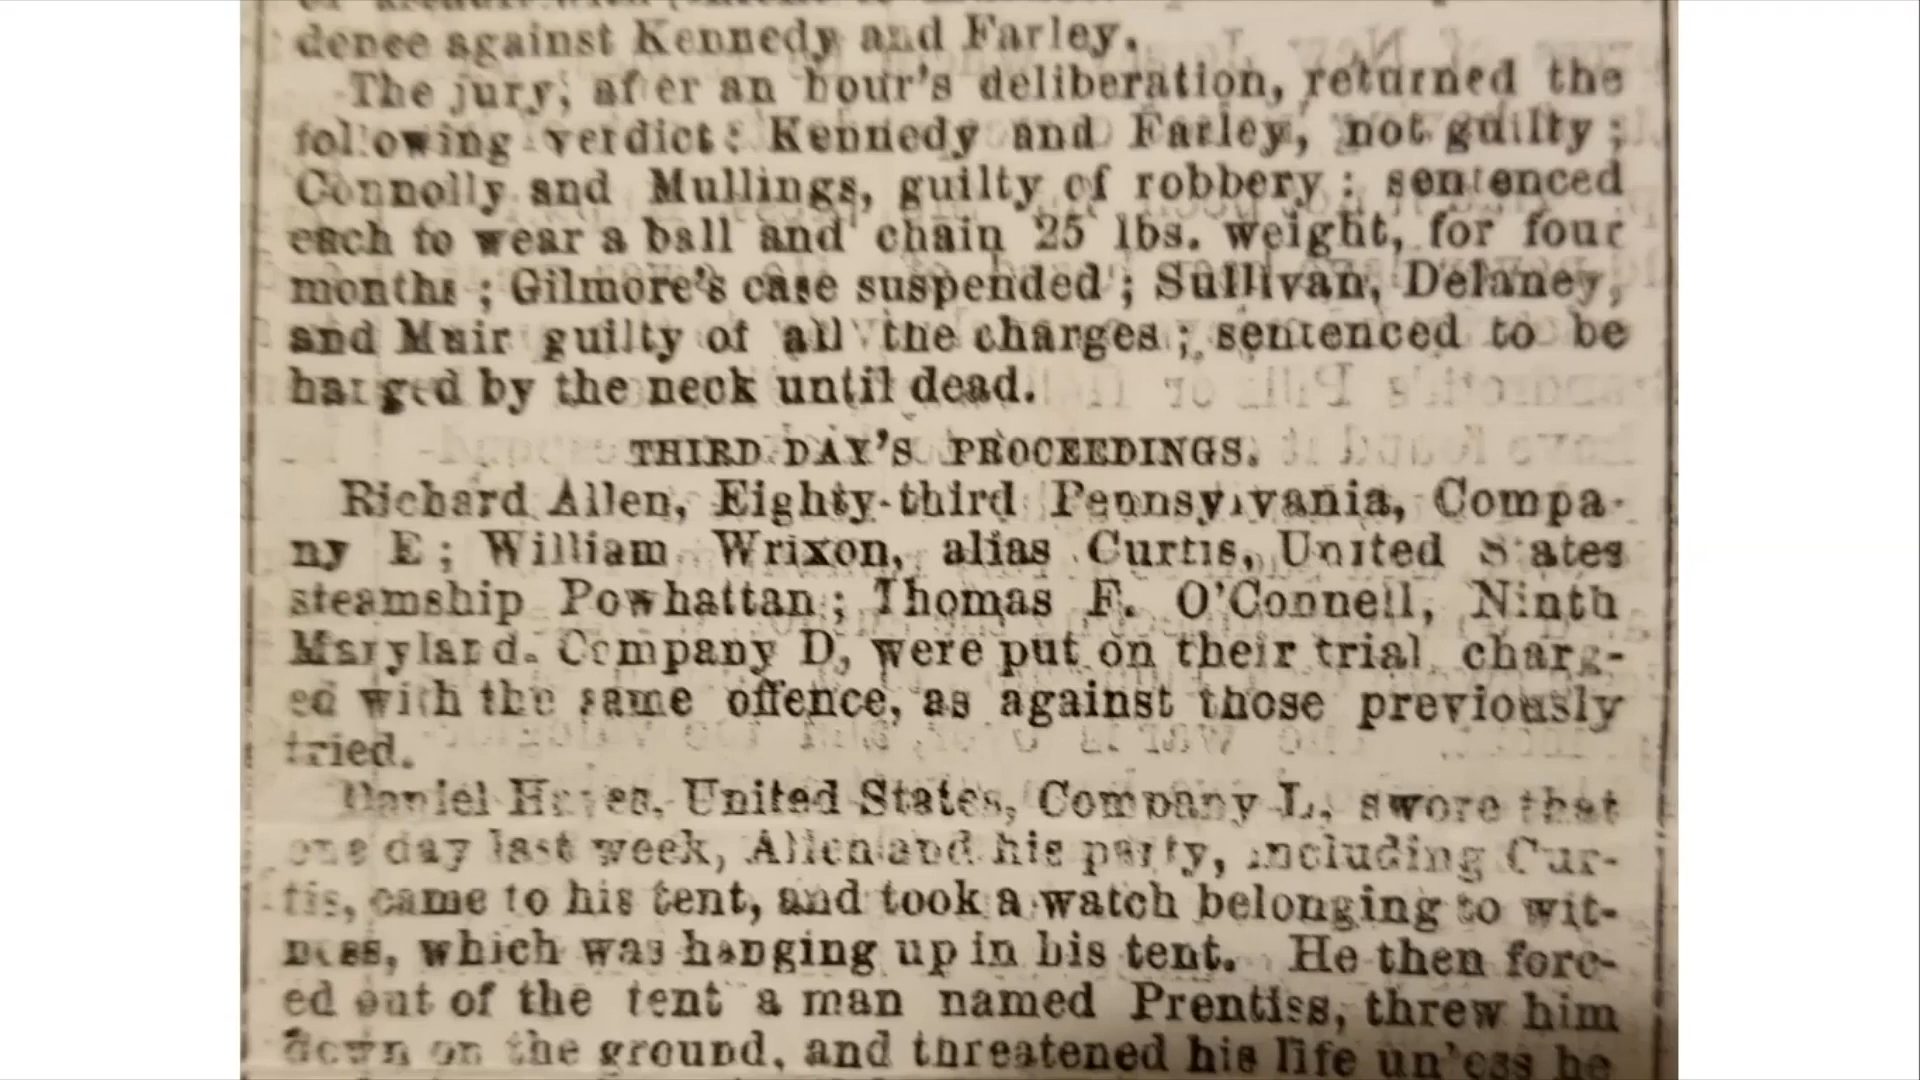 dence against Kennedy and Farley.
The jury, after an hour's deliberation, returned the
following verdict: Kennedy and Farley, not guilty;
Connolly and Mullings, guilty of robbery: sentenced
each to wear a ball and chain 25 lbs. weight, for four
months; Gilmore's case suspended; Sullivan, Delaney,
and Muir guilty of all the charges; sentenced to be
hanged by the neck until dead.
THIRD DAY'S PROCEEDINGS.
Richard Allen, Eighty-third Pennsylvania, Compa-
ny E; William Wrixon, alias Curtis, United States
steamship Powhattan; Thomas F. O'Connell, Ninth
Maryland. Company D, were put on their trial charg-
ed with the same offence, as against those previously
tried.
Daniel United States, Company L, swore that
one day last week, Allen and his party, including Cur-
tis, came to his tent, and took a watch belonging to wit-
ness, which was hanging up in his tent. He then forc-
ed out of the tent a man named Prentiss, threw him
down on the ground, and threatened his life unless he